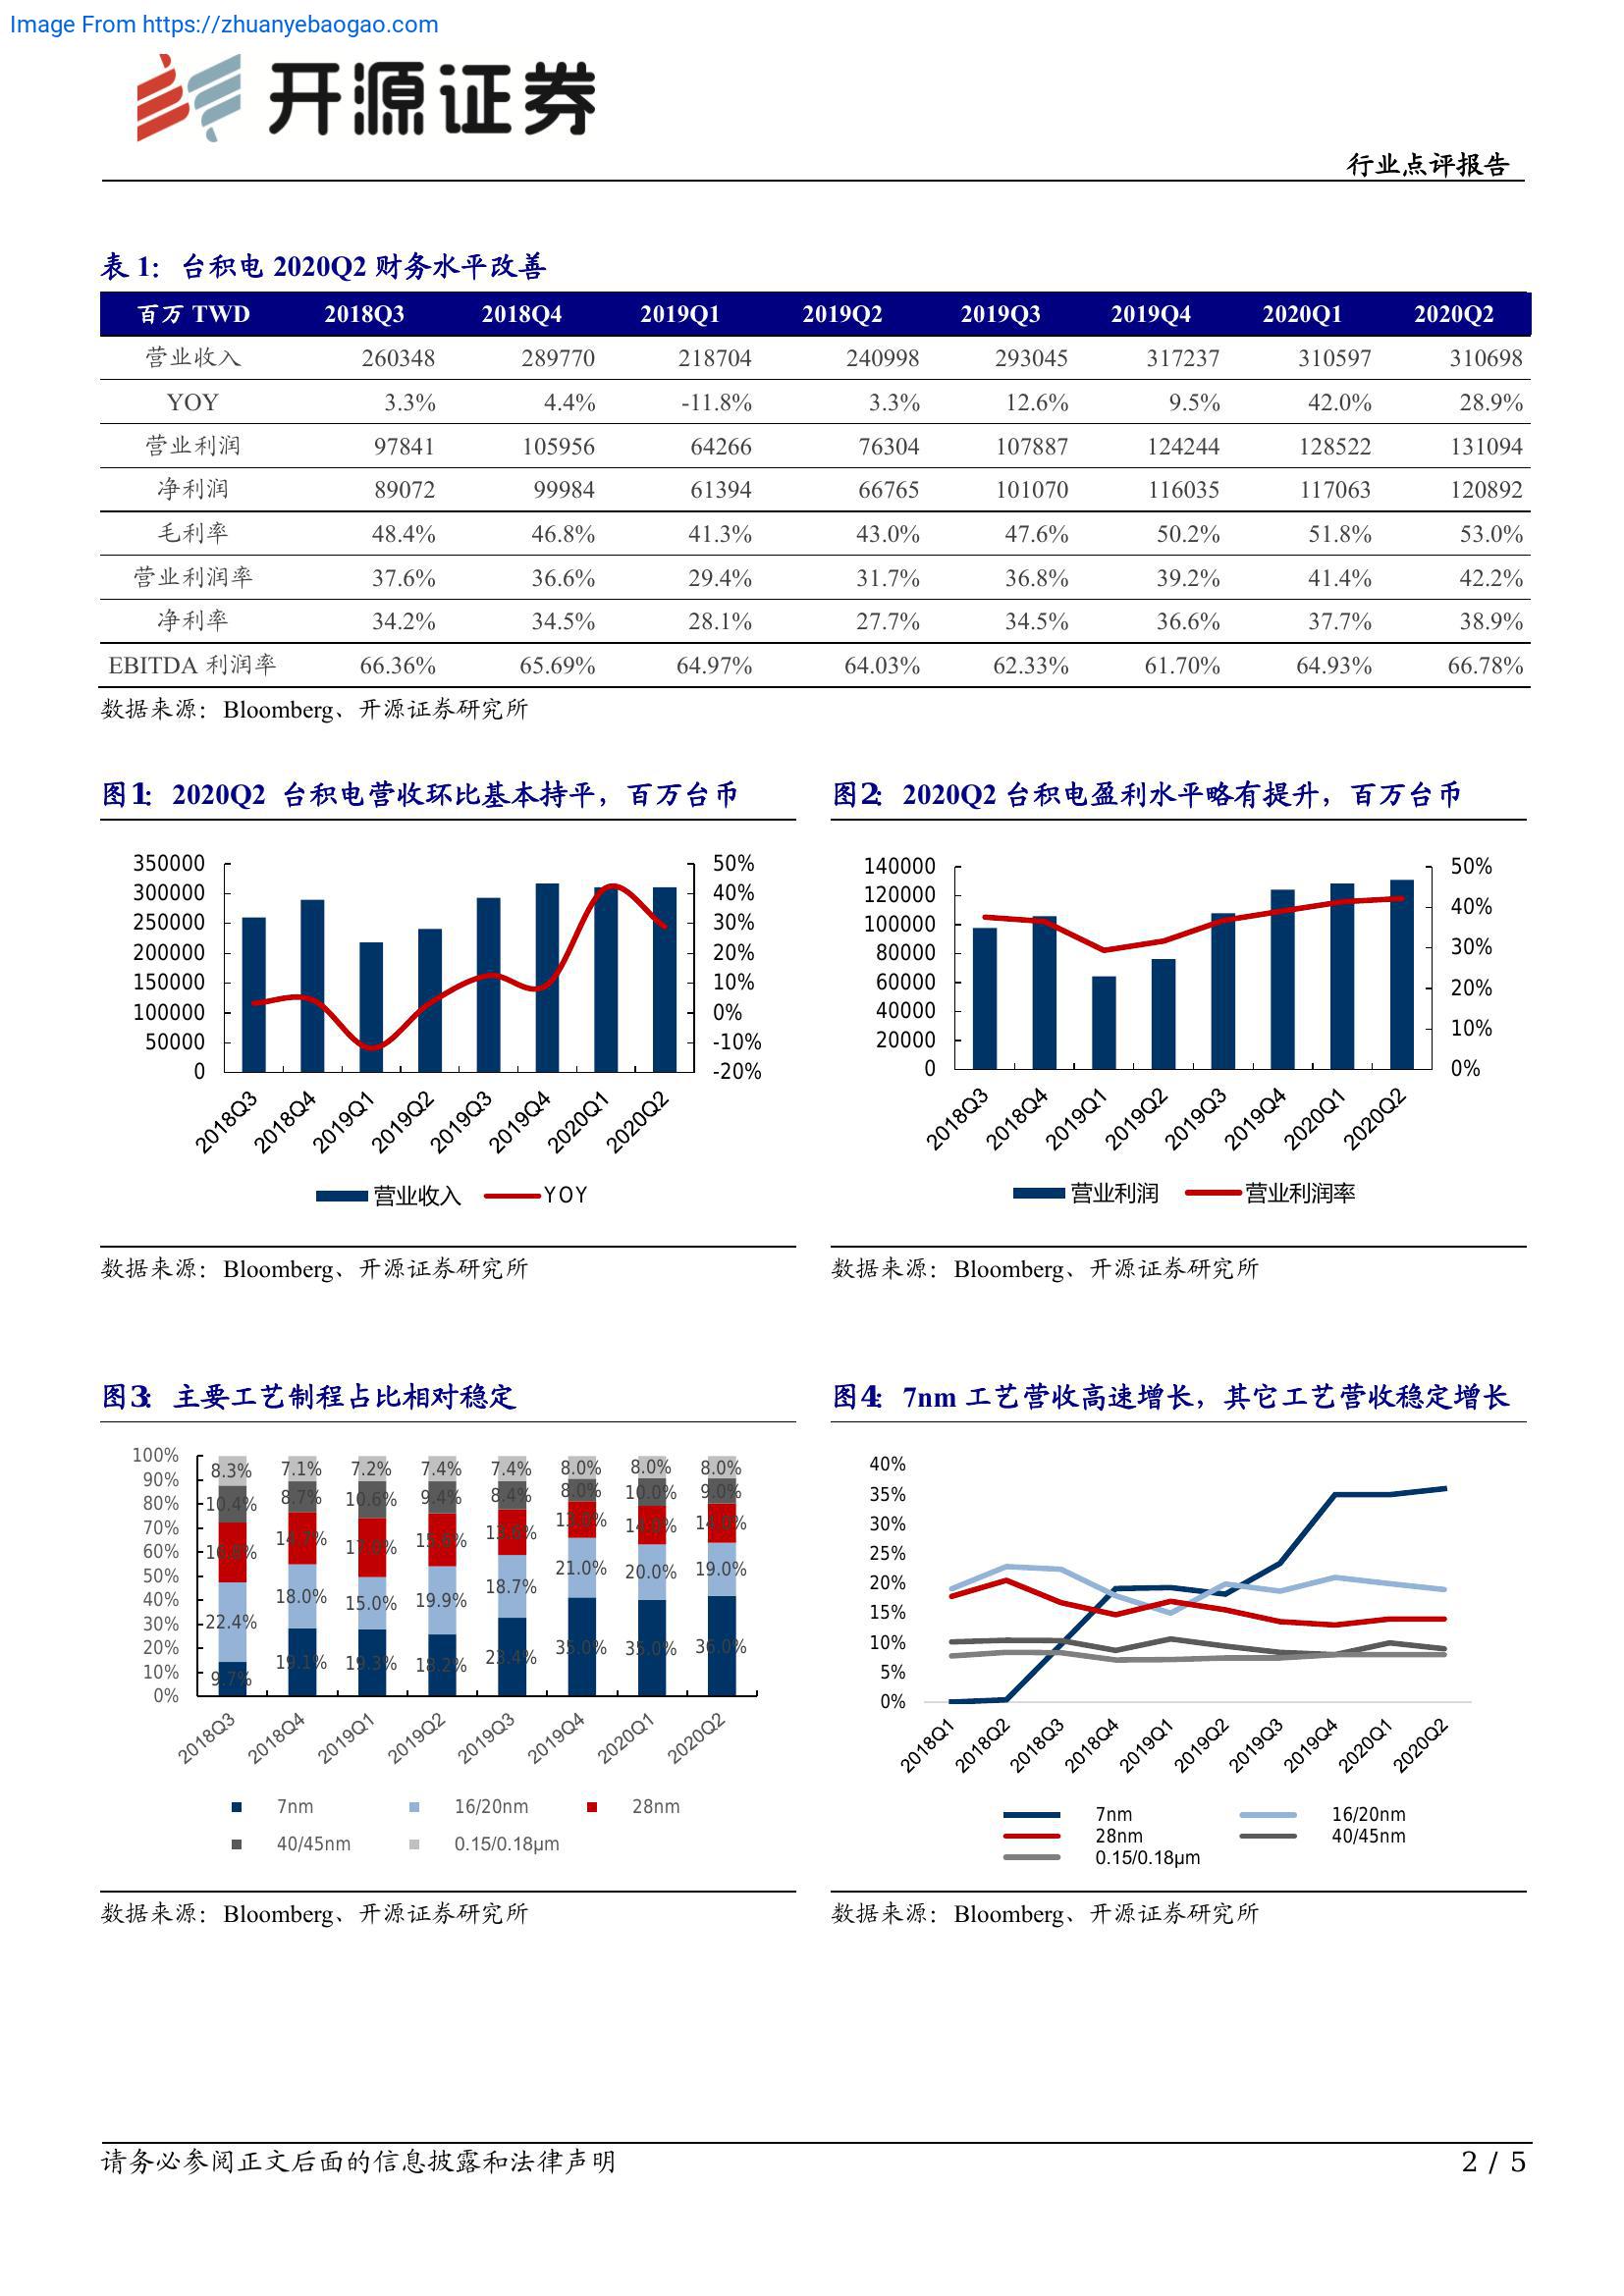 Image From https://zhuanyebaogao.com
开源证券
行业点评报告
表 1：台积电 2020Q2 财务水平改善
百万 TWD 2018Q3 2018Q4 2019Q1 2019Q2 2019Q3 2019Q4 2020Q1 2020Q2
营业收入 260348 289770 218704 240998 293045 317237 310597 310698
YOY 3.3% 4.4% -11.8% 3.3% 12.6% 9.5% 42.0% 28.9%
营业利润 97841 105956 64266 76304 107887 124244 128522 131094
净利润 89072 99984 61394 66765 101070 116035 117063 120892
毛利率 48.4% 46.8% 41.3% 43.0% 47.6% 50.2% 51.8% 53.0%
营业利润率 37.6% 36.6% 29.4% 31.7% 36.8% 39.2% 41.4% 42.2%
净利率 34.2% 34.5% 28.1% 27.7% 34.5% 36.6% 37.7% 38.9%
EBITDA 利润率 66.36% 65.69% 64.97% 64.03% 62.33% 61.70% 64.93% 66.78%
数据来源：Bloomberg、开源证券研究所
图1：2020Q2 台积电营收环比基本持平，百万台币
350000 50%
300000 40%
250000 30%
200000 20%
150000 10%
100000 0%
50000 -10%
0 -20%
2018Q3 2018Q4 2019Q1 2019Q2 2019Q3 2019Q4 2020Q1 2020Q2
营业收入 YOY
数据来源：Bloomberg、开源证券研究所
图2：2020Q2 台积电盈利水平略有提升，百万台币
140000 50%
120000
100000 40%
80000 30%
60000 20%
40000
20000 10%
0 0%
2018Q3 2018Q4 2019Q1 2019Q2 2019Q3 2019Q4 2020Q1 2020Q2
营业利润 营业利润率
数据来源：Bloomberg、开源证券研究所
图3：主要工艺制程占比相对稳定
100%
90%
80%
70%
60%
50%
40%
30%
20%
10%
0%
8.3% 7.1% 7.2% 7.4% 7.4% 8.0% 8.0% 8.0%
10.4% 8.7% 10.6% 9.4% 8.4% 8.0% 10.0% 9.0%
14.7% 15.6% 13.6% 13.0% 14.0% 14.0%
22.4% 18.0% 15.0% 19.9% 18.7% 21.0% 20.0% 19.0%
9.7% 19.1% 19.3% 18.2% 23.4% 35.0% 35.0% 36.0%
2018Q3 2018Q4 2019Q1 2019Q2 2019Q3 2019Q4 2020Q1 2020Q2
7nm 16/20nm 28nm
40/45nm 0.15/0.18μm
数据来源：Bloomberg、开源证券研究所
图4：7nm 工艺营收高速增长，其它工艺营收稳定增长
40%
35%
30%
25%
20%
15%
10%
5%
0%
2018Q1 2018Q2 2018Q3 2018Q4 2019Q1 2019Q2 2019Q3 2019Q4 2020Q1 2020Q2
7nm 16/20nm
28nm 40/45nm
0.15/0.18μm
数据来源：Bloomberg、开源证券研究所
请务必参阅正文后面的信息披露和法律声明
2 / 5